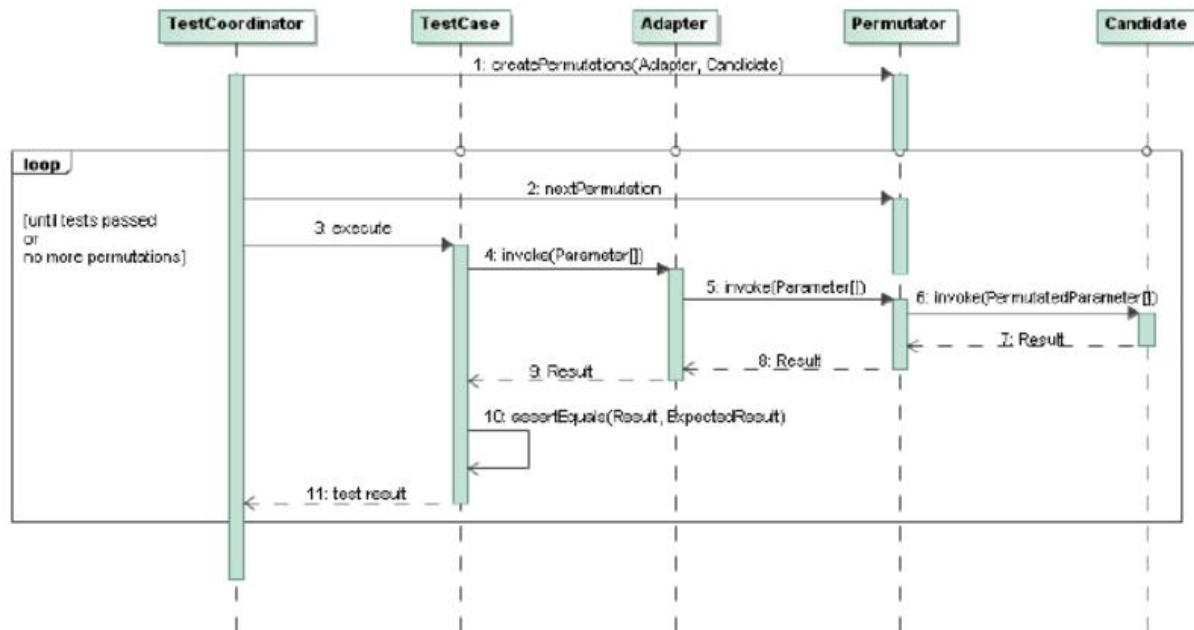 TestCoordinator TestCase Adapter Permutator Candidate
1: createPermutations(Adapter, Candidate)
loop
2: nextPermutation
[until tests passed
or
no more permutations]
3: execute
4: invoke(Parameter[])
5: invoke(Parameter[])
6: invoke(PermutatedParameter[])
7: Result
8: Result
9: Result
10: assertEquals(Result, ExpectedResult)
11: test result